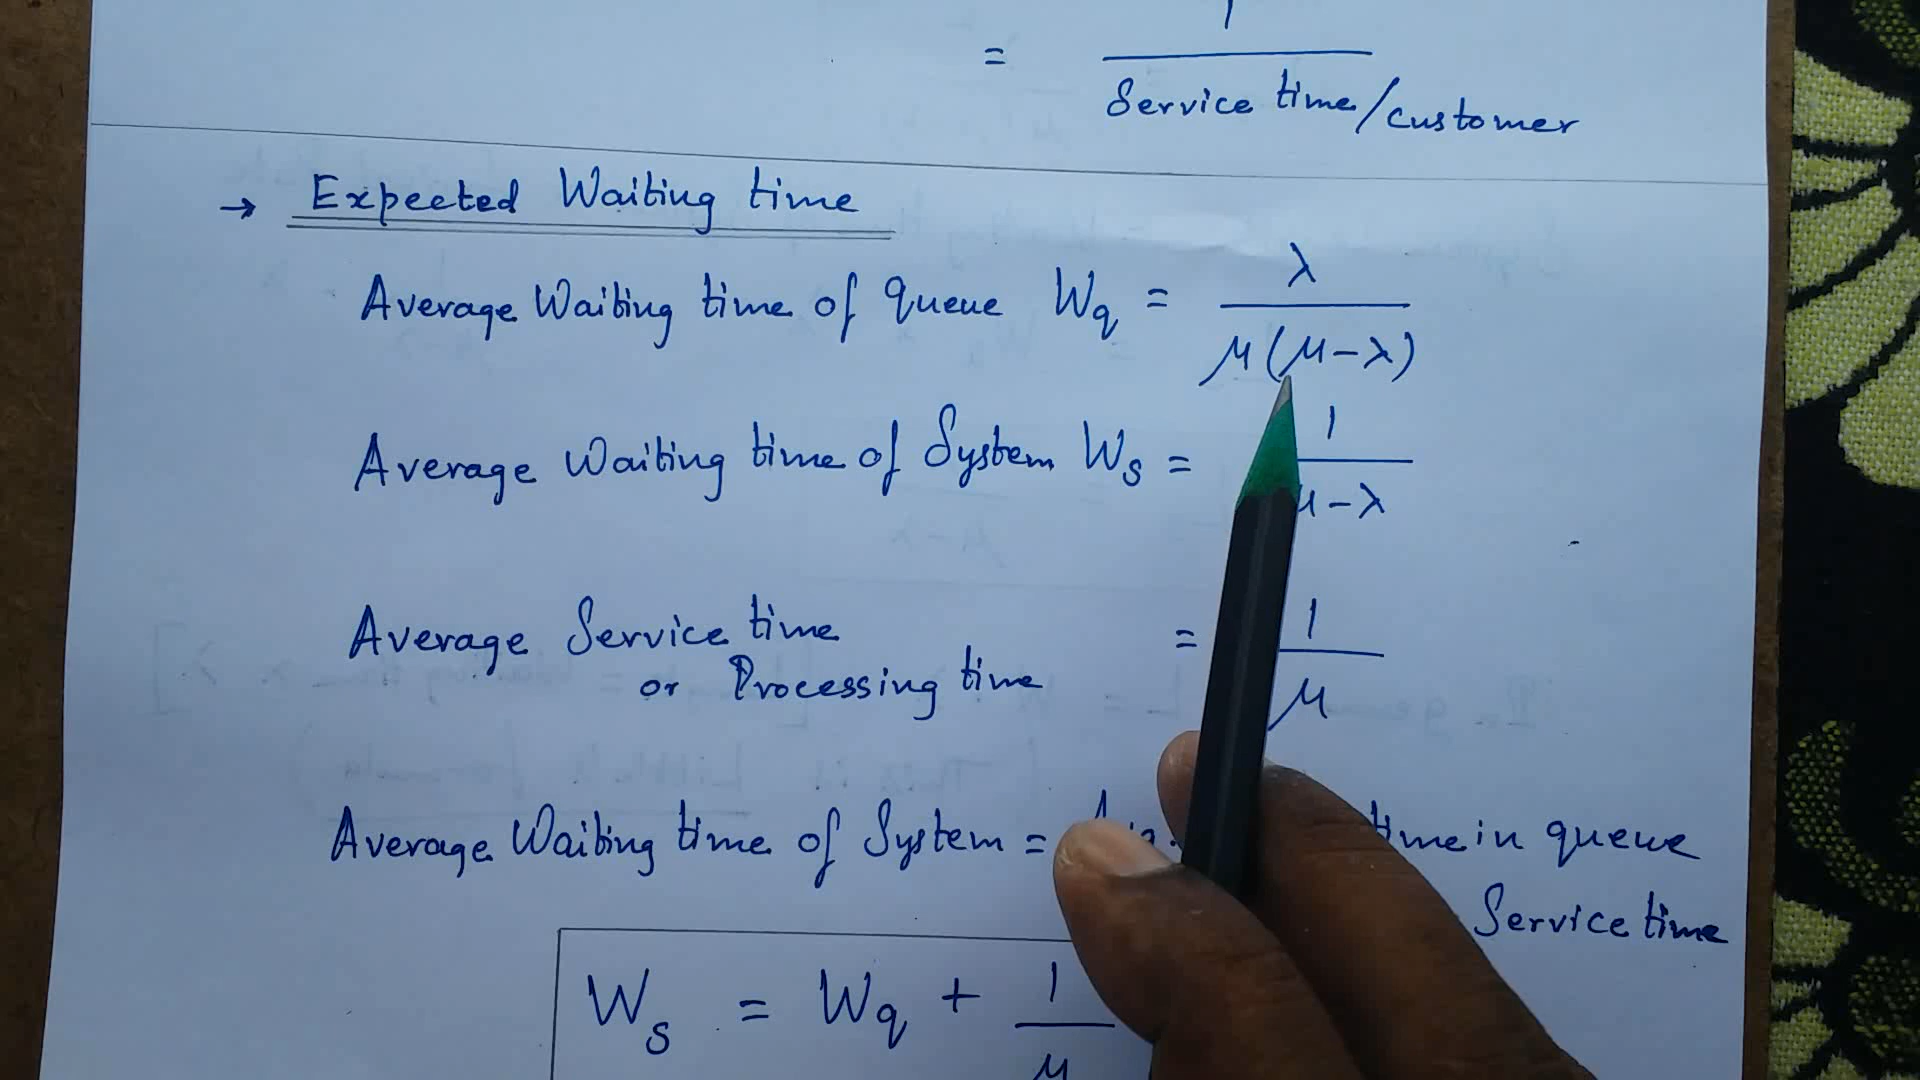 = 1 / Service time/customer
→ Expected Waiting time
Average Waiting time of queue Wq = λ / μ(μ-λ)
Average Waiting time of System Ws = 1 / μ-λ
Average Service time = 1 / μ
or Processing time
Average Waiting time of System = time in queue
Service time
Ws = Wq + 1 / μ